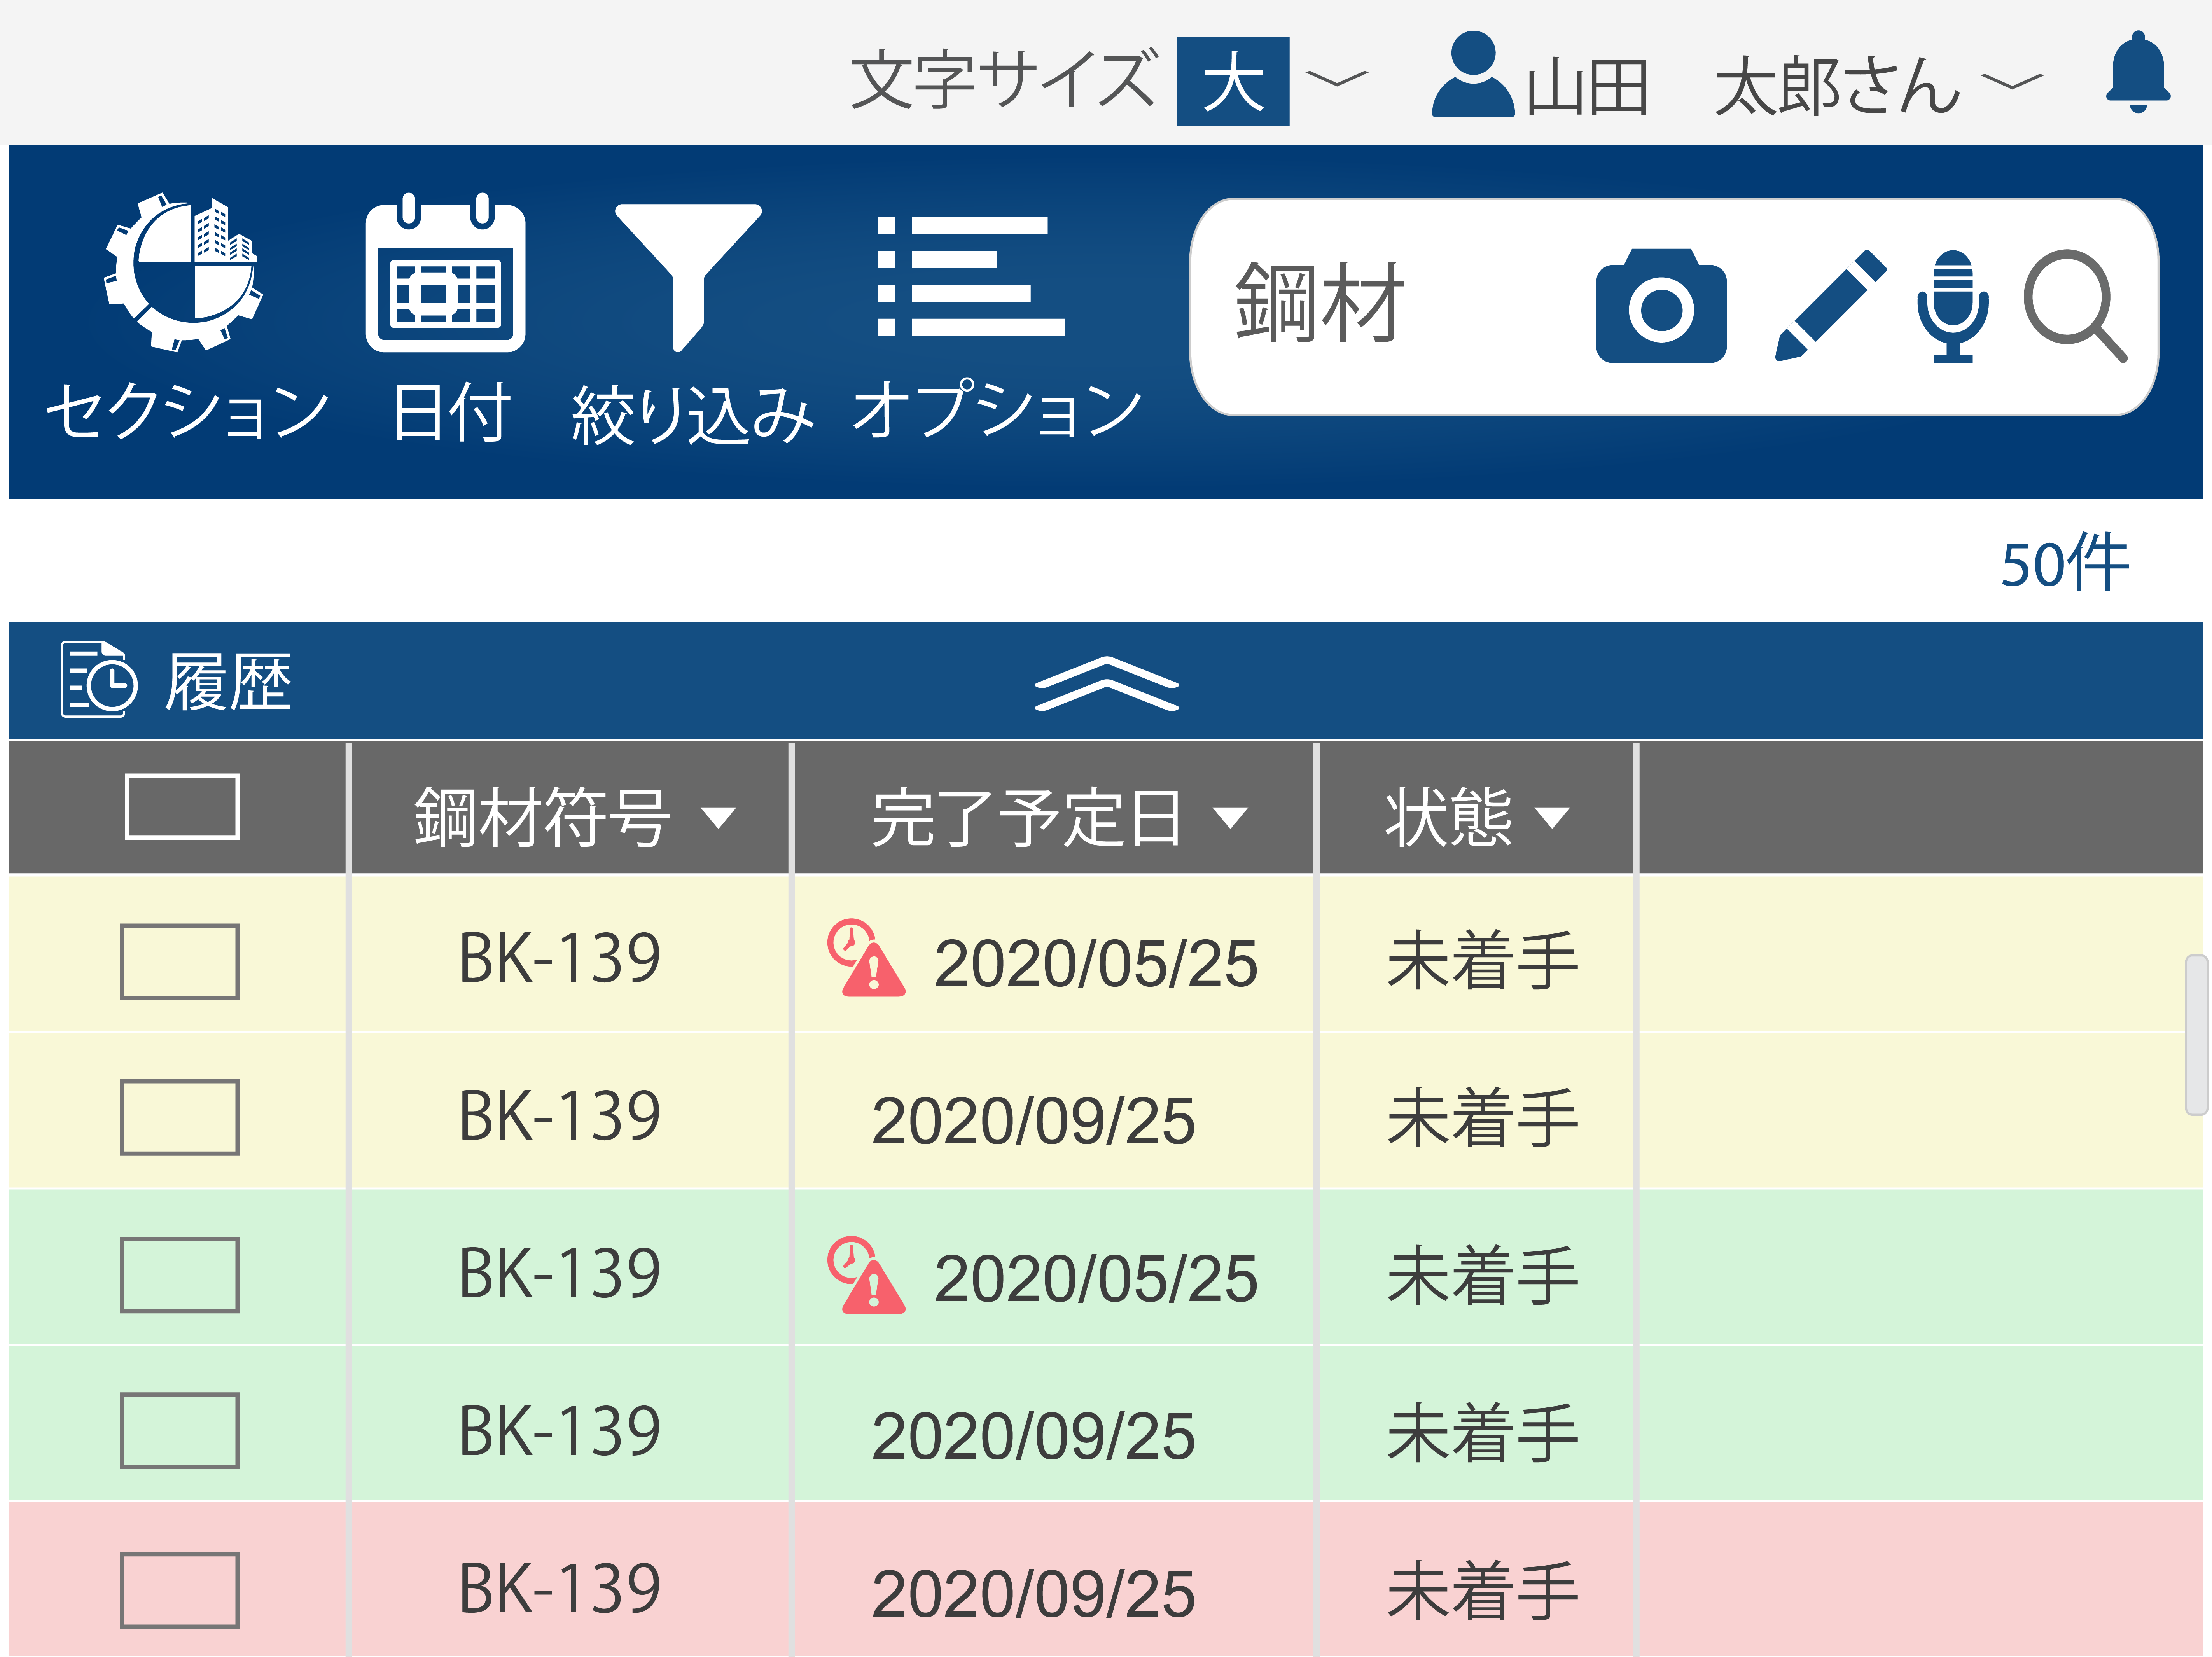 文字サイズ 大 山田　太郎さん
鋼材
セクション 日付 絞り込み オプション
50件
履歴
鋼材符号 完了予定日 状態
BK-139 2020/05/25 未着手
BK-139 2020/09/25 未着手
BK-139 2020/05/25 未着手
BK-139 2020/09/25 未着手
BK-139 2020/09/25 未着手